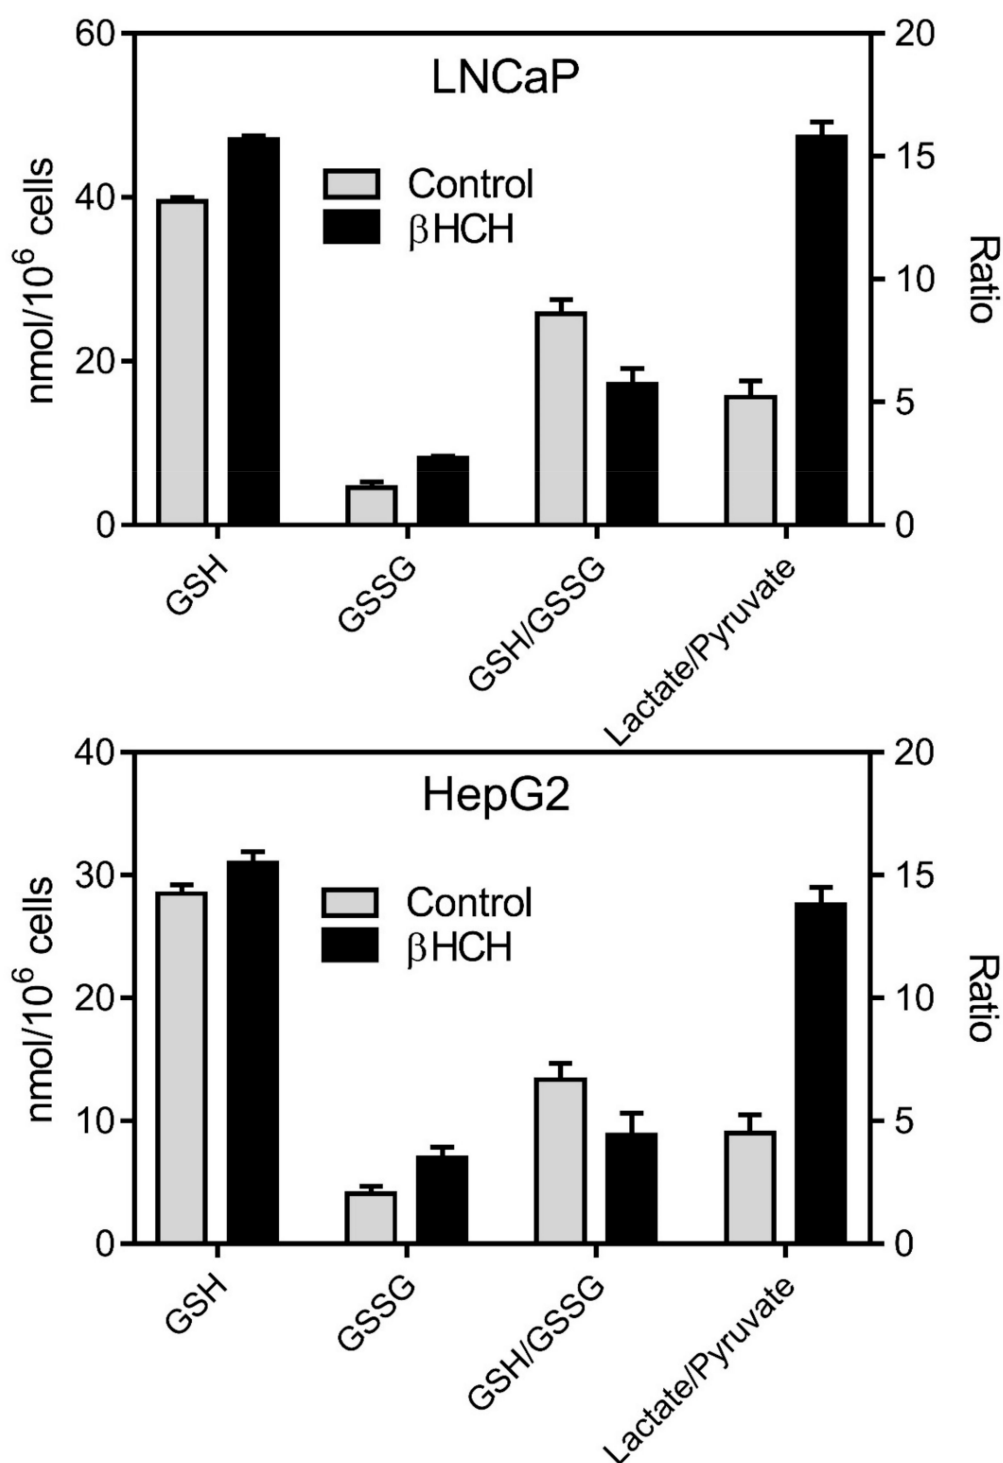 LNCaP
60
40
20
0
nmol/10⁶ cells
Control
βHCH
20
15
10
5
0
Ratio
GSH
GSSG
GSH/GSSG
Lactate/Pyruvate
HepG2
40
30
20
10
0
nmol/10⁶ cells
Control
βHCH
20
15
10
5
0
Ratio
GSH
GSSG
GSH/GSSG
Lactate/Pyruvate